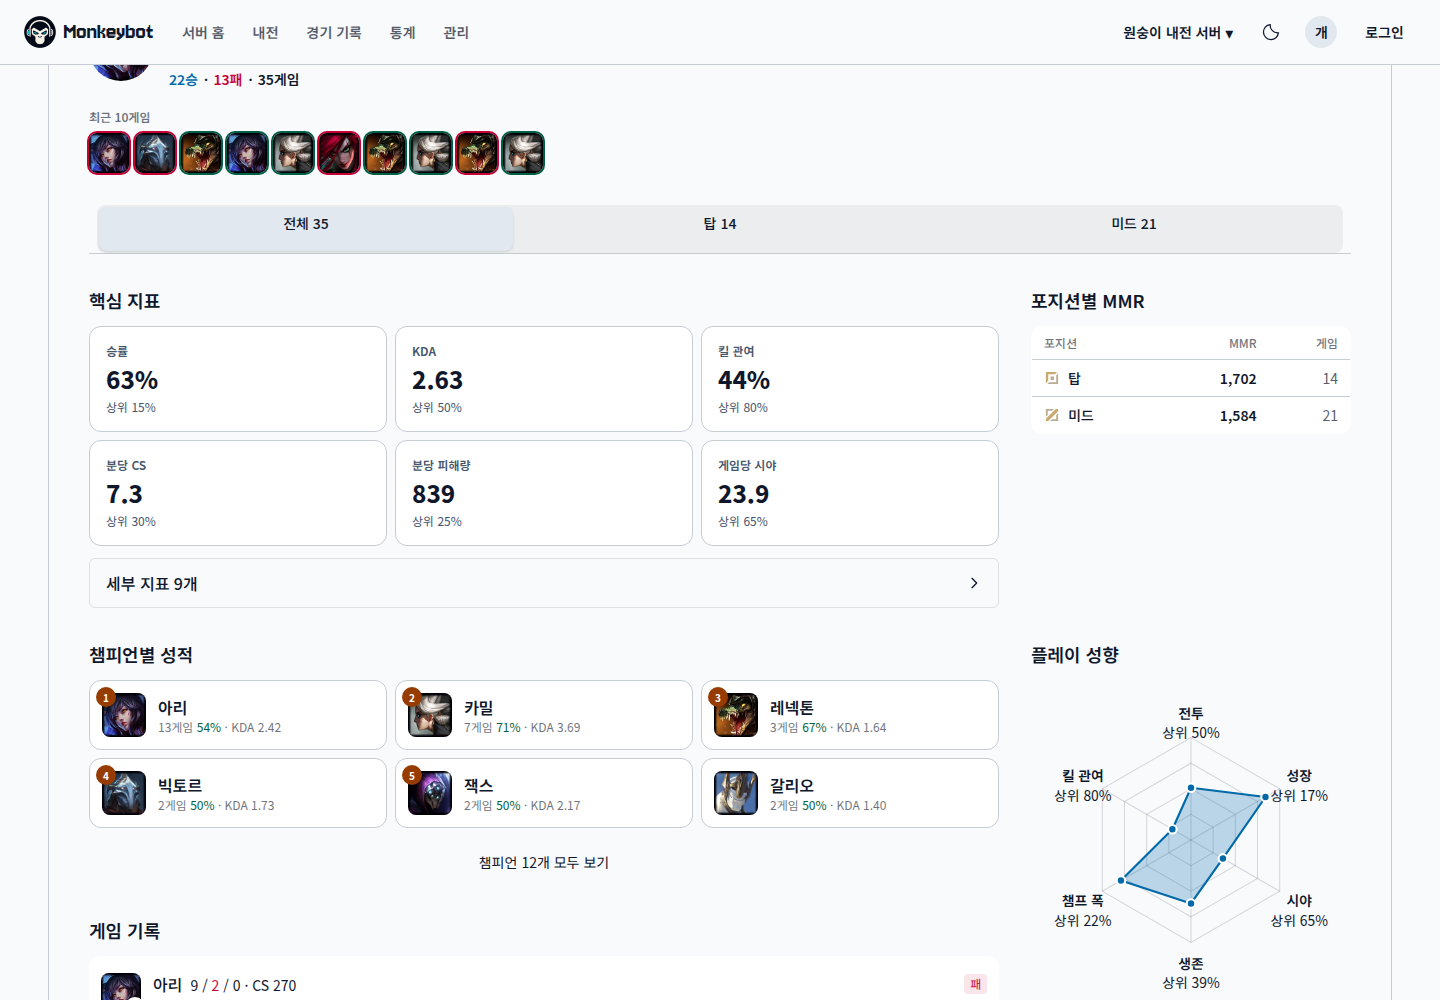 Monkeybot 서버 홈 내전 경기 기록 통계 관리 원숭이 내전 서버 ▾ 개 로그인
22승 · 13패 · 35게임
최근 10게임
전체 35 탑 14 미드 21
핵심 지표
승률
63%
상위 15%
KDA
2.63
상위 50%
킬 관여
44%
상위 80%
분당 CS
7.3
상위 30%
분당 피해량
839
상위 25%
게임당 시야
23.9
상위 65%
세부 지표 9개
포지션별 MMR
포지션 MMR 게임
탑 1,702 14
미드 1,584 21
챔피언별 성적
1
아리
13게임 54% · KDA 2.42
2
카밀
7게임 71% · KDA 3.69
3
레넥톤
3게임 67% · KDA 1.64
4
빅토르
2게임 50% · KDA 1.73
5
잭스
2게임 50% · KDA 2.17
갈리오
2게임 50% · KDA 1.40
챔피언 12개 모두 보기
플레이 성향
전투
상위 50%
성장
상위 17%
시야
상위 65%
생존
상위 39%
챔프 폭
상위 22%
킬 관여
상위 80%
게임 기록
아리 9 / 2 / 0 · CS 270 패